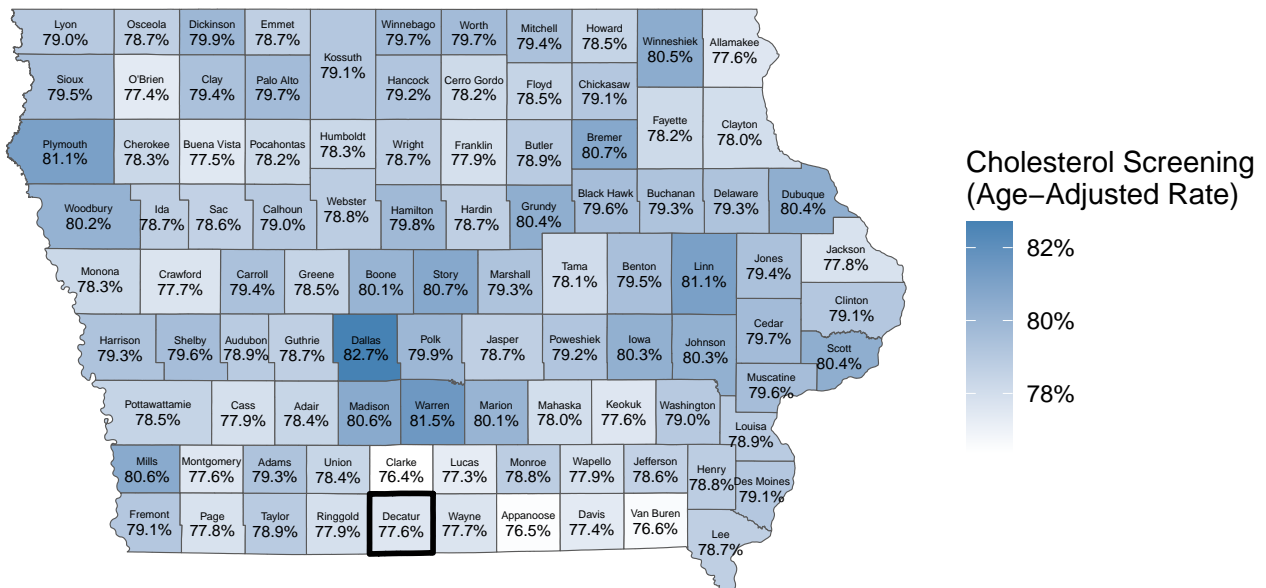 Lyon
79.0%
Osceola
78.7%
Dickinson
79.9%
Emmet
78.7%
Kossuth
79.1%
Winnebago
79.7%
Worth
79.7%
Mitchell
79.4%
Howard
78.5%
Winneshiek
80.5%
Allamakee
77.6%
Sioux
79.5%
O'Brien
77.4%
Clay
79.4%
Palo Alto
79.7%
Hancock
79.2%
Cerro Gordo
78.2%
Floyd
78.5%
Chickasaw
79.1%
Fayette
78.2%
Clayton
78.0%
Plymouth
81.1%
Cherokee
78.3%
Buena Vista
77.5%
Pocahontas
78.2%
Humboldt
78.3%
Wright
78.7%
Franklin
77.9%
Butler
78.9%
Bremer
80.7%
Woodbury
80.2%
Ida
78.7%
Sac
78.6%
Calhoun
79.0%
Webster
78.8%
Hamilton
79.8%
Hardin
78.7%
Grundy
80.4%
Black Hawk
79.6%
Buchanan
79.3%
Delaware
79.3%
Dubuque
80.4%
Monona
78.3%
Crawford
77.7%
Carroll
79.4%
Greene
78.5%
Boone
80.1%
Story
80.7%
Marshall
79.3%
Tama
78.1%
Benton
79.5%
Linn
81.1%
Jones
79.4%
Jackson
77.8%
Clinton
79.1%
Harrison
79.3%
Shelby
79.6%
Audubon
78.9%
Guthrie
78.7%
Dallas
82.7%
Polk
79.9%
Jasper
78.7%
Poweshiek
79.2%
Iowa
80.3%
Johnson
80.3%
Cedar
79.7%
Scott
80.4%
Muscatine
79.6%
Pottawattamie
78.5%
Cass
77.9%
Adair
78.4%
Madison
80.6%
Warren
81.5%
Marion
80.1%
Mahaska
78.0%
Keokuk
77.6%
Washington
79.0%
Louisa
78.9%
Mills
80.6%
Montgomery
77.6%
Adams
79.3%
Union
78.4%
Clarke
76.4%
Lucas
77.3%
Monroe
78.8%
Wapello
77.9%
Jefferson
78.6%
Henry
78.8%
Des Moines
79.1%
Fremont
79.1%
Page
77.8%
Taylor
78.9%
Ringgold
77.9%
Decatur
77.6%
Wayne
77.7%
Appanoose
76.5%
Davis
77.4%
Van Buren
76.6%
Lee
78.7%
Cholesterol Screening
(Age−Adjusted Rate)
82%
80%
78%